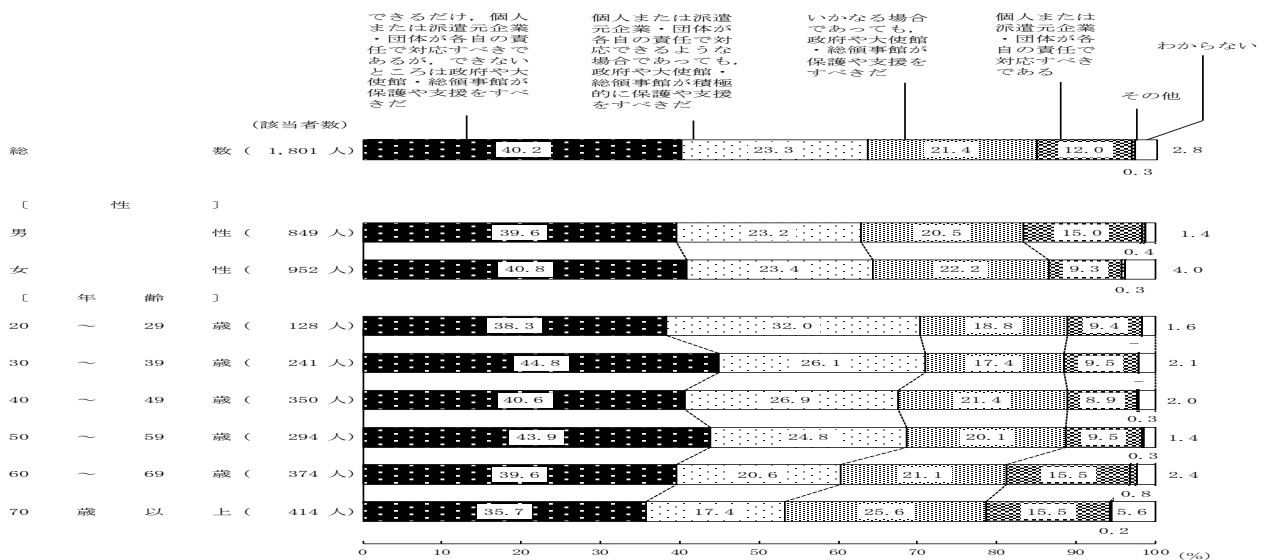 できるだけ，個人
または派遣元企業
・団体が各自の責
任で対応すべきで
あるが，できない
ところは政府や大
使館・総領事館が
保護や支援をすべ
きだ
個人または派遣
元企業・団体が
各自の責任で対
応できるような
場合であっても，
政府や大使館・
総領事館が積極
的に保護や支援
をすべきだ
いかなる場合
であっても，
政府や大使館
・総領事館が
保護や支援を
すべきだ
個人または
派遣元企業
・団体が各
自の責任で
対応すべき
である
その他
わからない
(該当者数)
総 数 ( 1,801 人) 40.2 23.3 21.4 12.0 2.8
0.3
〔 性 〕
男 性 ( 849 人) 39.6 23.2 20.5 15.0 1.4
0.4
女 性 ( 952 人) 40.8 23.4 22.2 9.3 4.0
0.3
〔 年 齢 〕
20 ～ 29 歳 ( 128 人) 38.3 32.0 18.8 9.4 1.6
－
30 ～ 39 歳 ( 241 人) 44.8 26.1 17.4 9.5 2.1
－
40 ～ 49 歳 ( 350 人) 40.6 26.9 21.4 8.9 2.0
0.3
50 ～ 59 歳 ( 294 人) 43.9 24.8 20.1 9.5 1.4
0.3
60 ～ 69 歳 ( 374 人) 39.6 20.6 21.1 15.5 2.4
0.8
70 歳 以 上 ( 414 人) 35.7 17.4 25.6 15.5 5.6
0.2
0 10 20 30 40 50 60 70 80 90 100 (%)